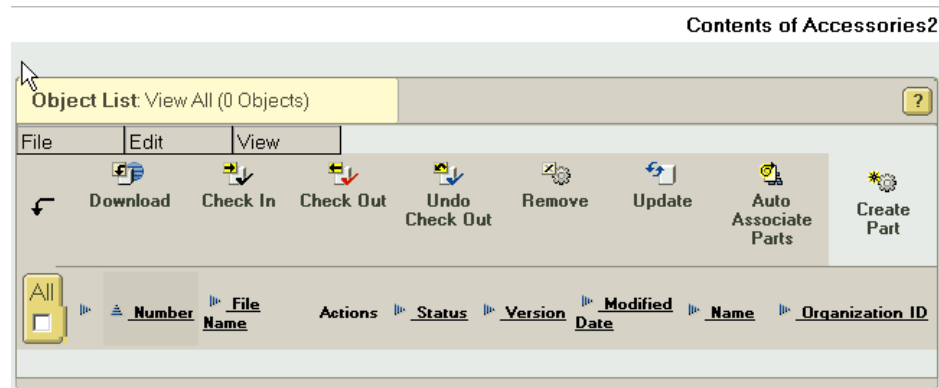 Contents of Accessories2
Object List: View All (0 Objects)
?
File Edit View
Download Check In Check Out Undo Check Out Remove Update Auto Associate Parts Create Part
All
Number File Name Actions Status Version Modified Date Name Organization ID